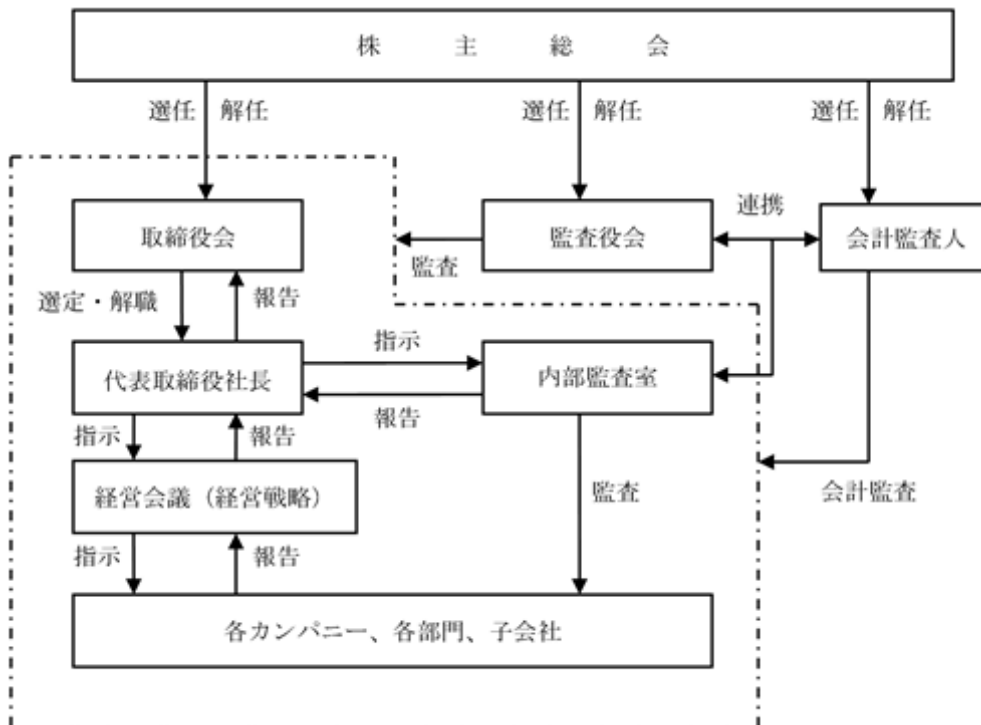 株主総会
選任 解任
選任 解任
選任 解任
取締役会
監査役会
連携
会計監査人
監査
選定・解職
報告
指示
代表取締役社長
内部監査室
報告
指示
報告
経営会議（経営戦略）
監査
会計監査
指示
報告
各カンパニー、各部門、子会社